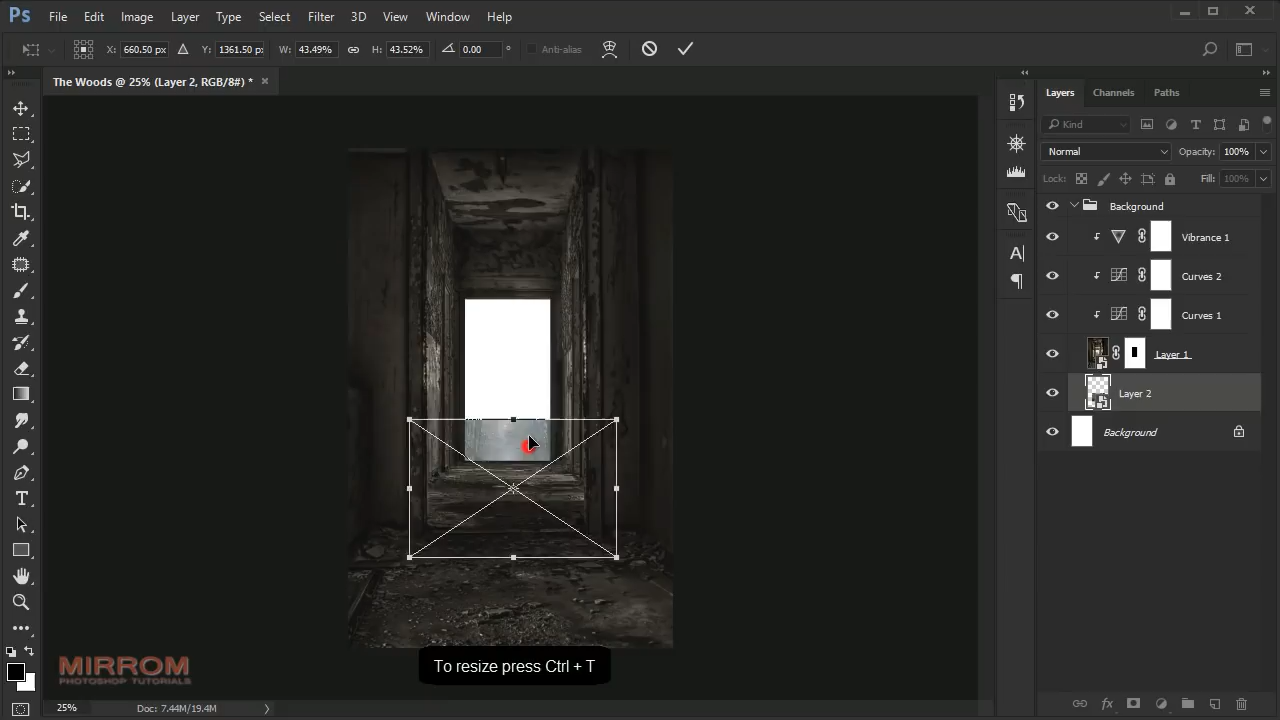 Ps File Edit Image Layer Type Select Filter 3D View Window Help
X: 660.50 px Y: 1361.50 px W: 43.49% H: 43.52% 0.00 ° Anti-alias
The Woods @ 25% (Layer 2, RGB/8#) * ×
Layers Channels Paths
Kind
Normal Opacity: 100%
Lock: Fill: 100%
Background
Vibrance 1
Curves 2
Curves 1
Layer 1
Layer 2
Background
To resize press Ctrl + T
MIRROM
PHOTOSHOP TUTORIALS
25% Doc: 7.44M/19.4M